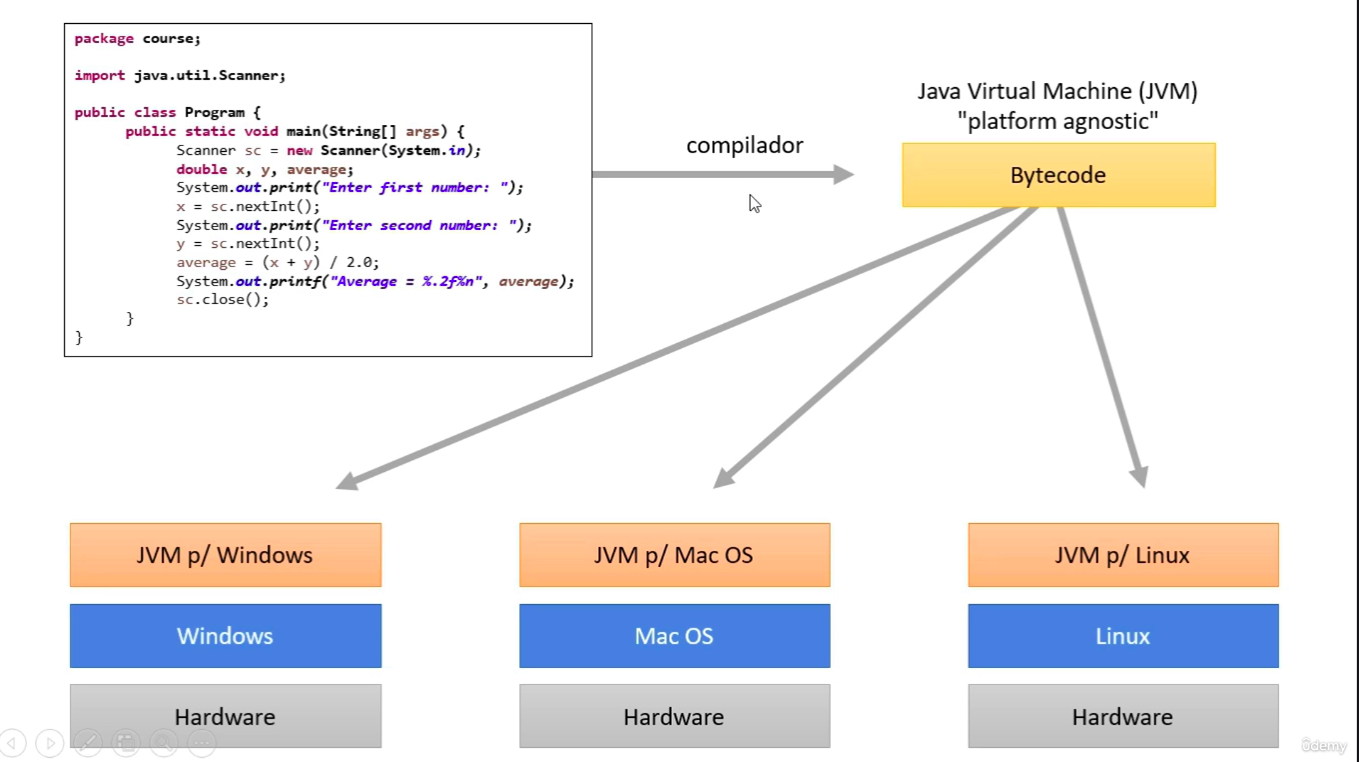 package course;
import java.util.Scanner;
public class Program {
public static void main(String[] args) {
Scanner sc = new Scanner(System.in);
double x, y, average;
System.out.print("Enter first number: ");
x = sc.nextInt();
System.out.print("Enter second number: ");
y = sc.nextInt();
average = (x + y) / 2.0;
System.out.printf("Average = %.2f%n", average);
sc.close();
}
}
compilador
Java Virtual Machine (JVM)
"platform agnostic"
Bytecode
JVM p/ Windows
JVM p/ Mac OS
JVM p/ Linux
Windows
Mac OS
Linux
Hardware
Hardware
Hardware
ûdemy